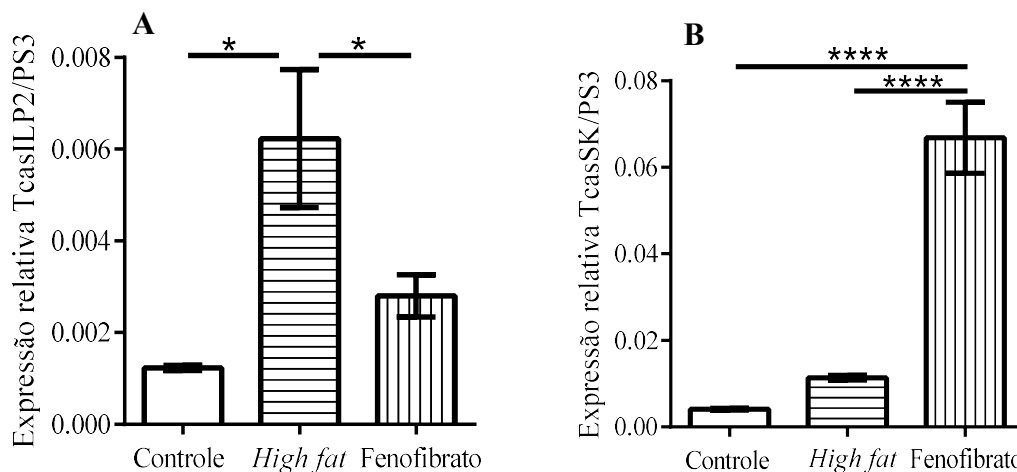 A
Expressão relativa TcasILP2/PS3
0.008
0.006
0.004
0.002
0.000
*
*
Controle
High fat
Fenofibrato
B
Expressão relativa TcasSK/PS3
0.08
0.06
0.04
0.02
0.00
****
****
Controle
High fat
Fenofibrato